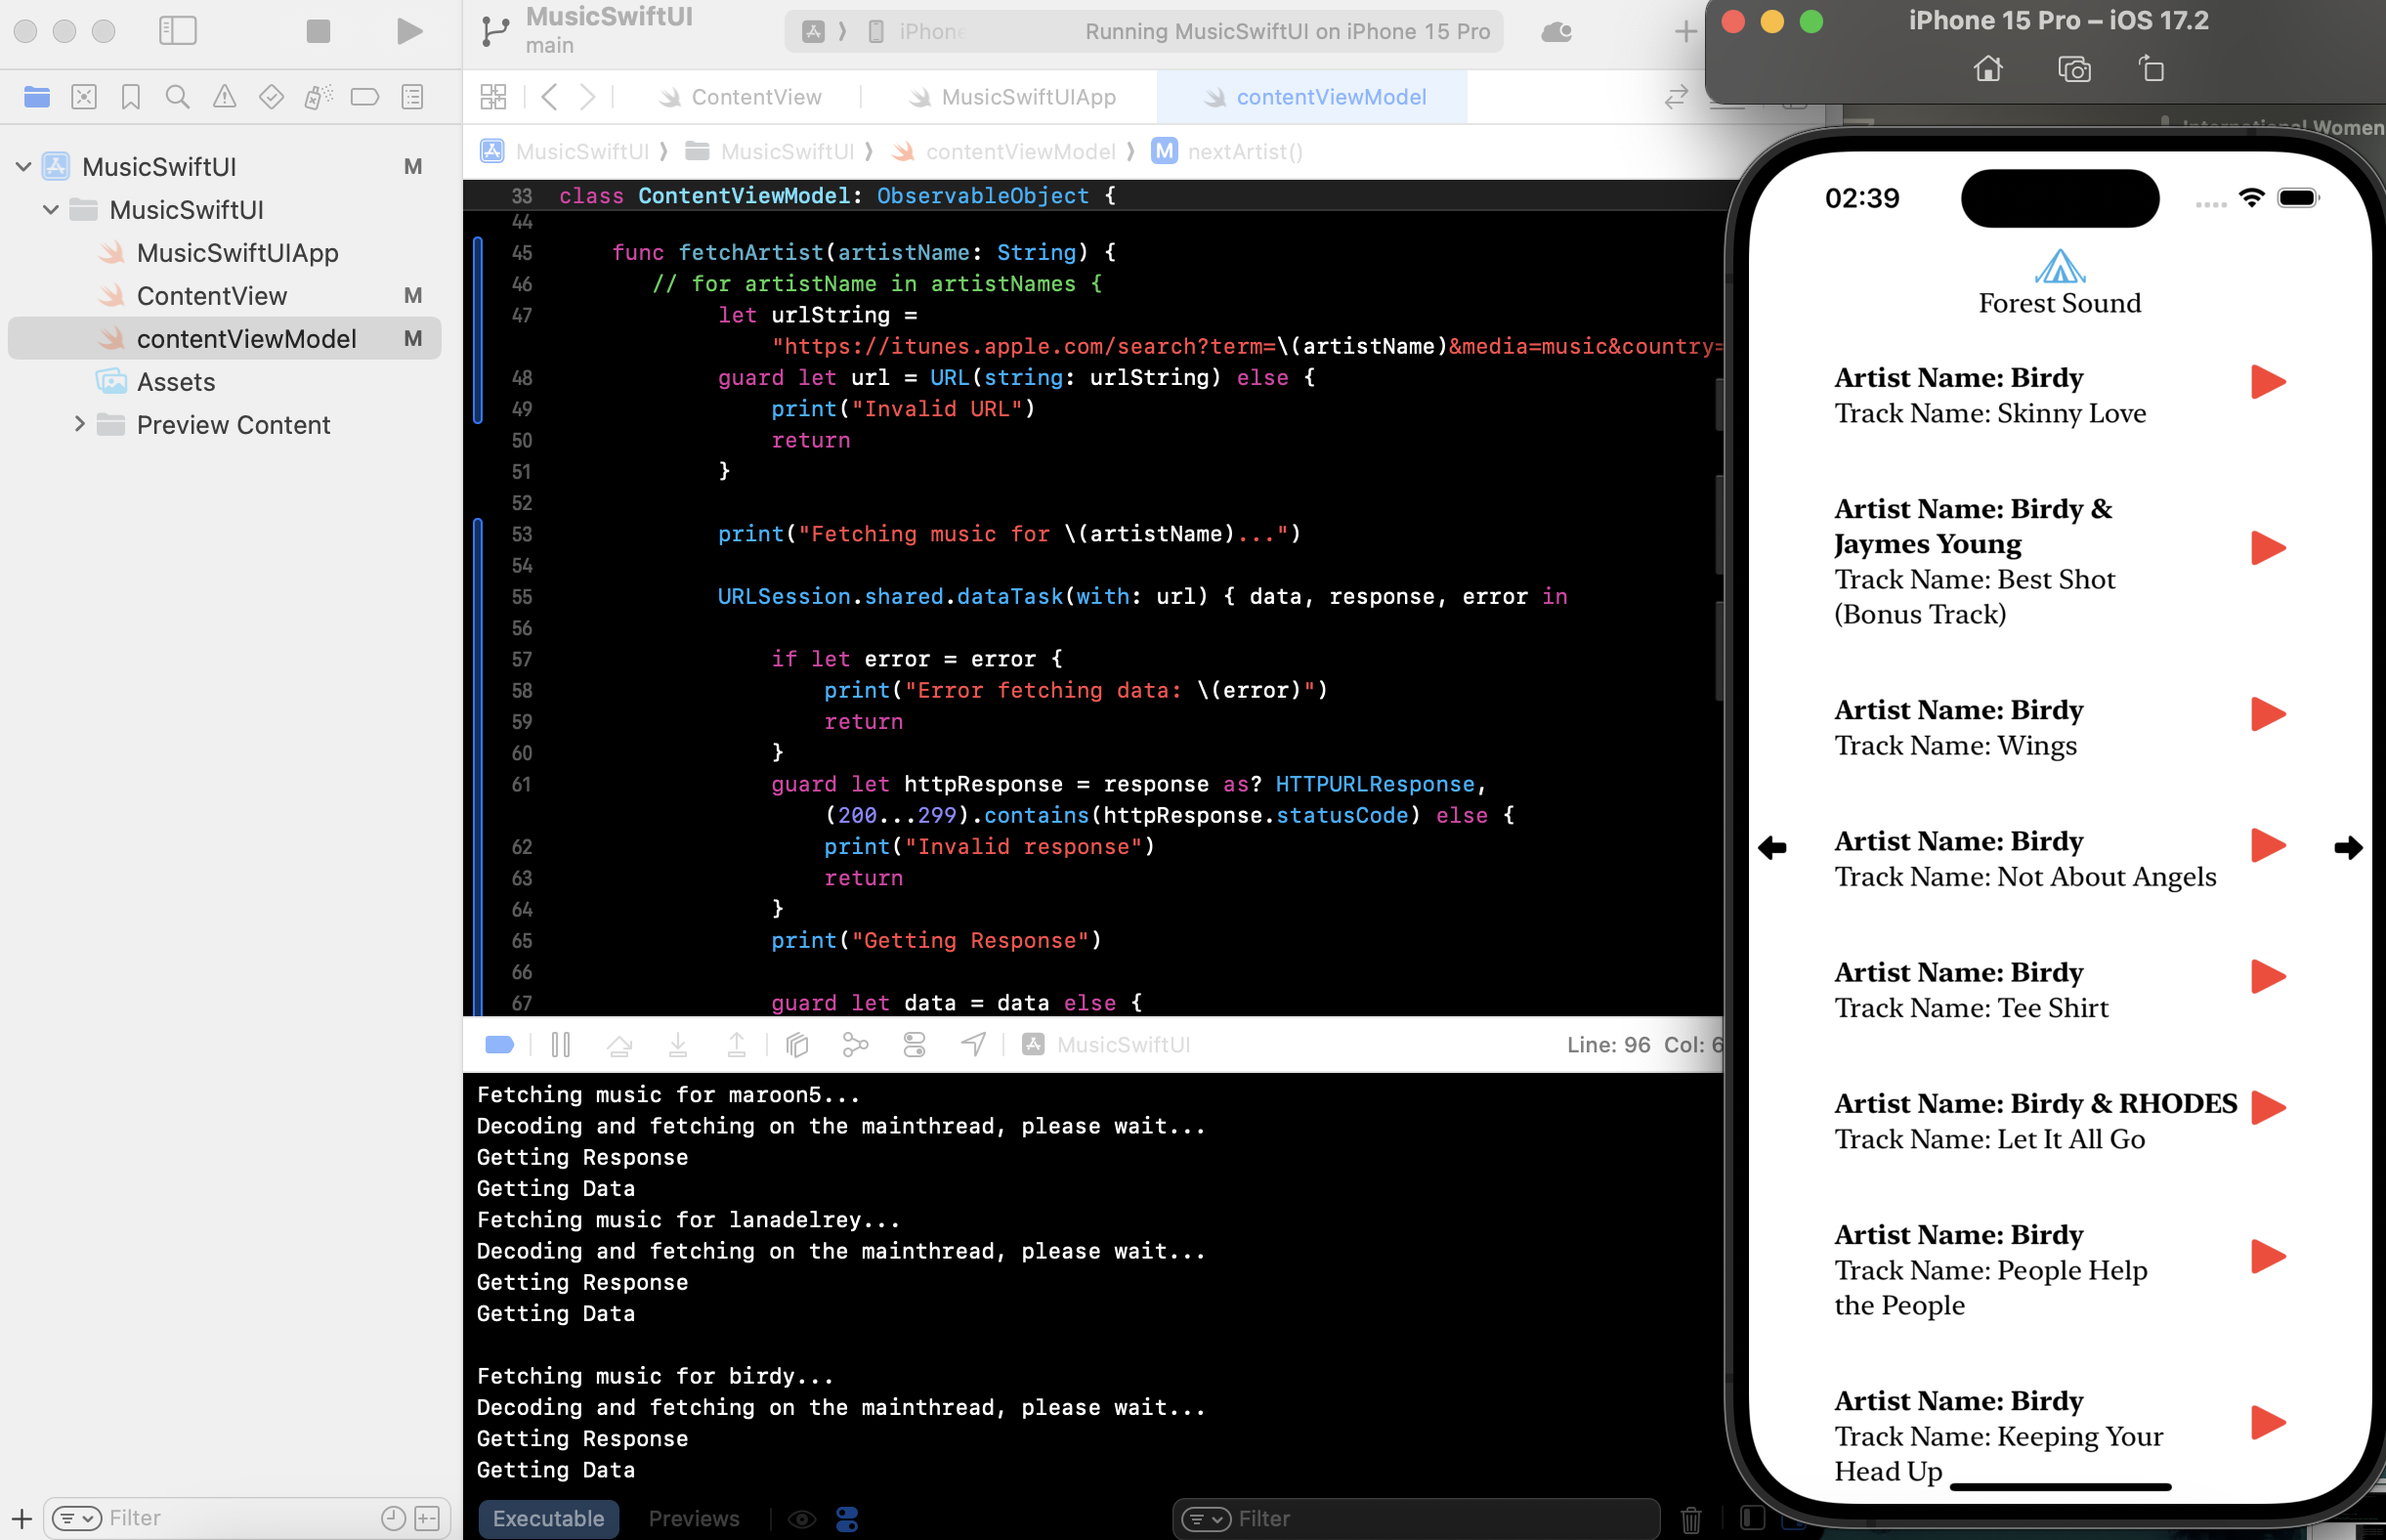 MusicSwiftUI
main
iPhone
Running MusicSwiftUI on iPhone 15 Pro
ContentView
MusicSwiftUIApp
contentViewModel
MusicSwiftUI
MusicSwiftUI
contentViewModel
M
nextArtist()
MusicSwiftUI M
MusicSwiftUI
MusicSwiftUIApp
ContentView M
contentViewModel M
Assets
Preview Content
Filter
33 class ContentViewModel: ObservableObject {
44
45 func fetchArtist(artistName: String) {
46 // for artistName in artistNames {
47 let urlString =
"https://itunes.apple.com/search?term=\(artistName)&media=music&country=
48 guard let url = URL(string: urlString) else {
49 print("Invalid URL")
50 return
51 }
52
53 print("Fetching music for \(artistName)...")
54
55 URLSession.shared.dataTask(with: url) { data, response, error in
56
57 if let error = error {
58 print("Error fetching data: \(error)")
59 return
60 }
61 guard let httpResponse = response as? HTTPURLResponse,
(200...299).contains(httpResponse.statusCode) else {
62 print("Invalid response")
63 return
64 }
65 print("Getting Response")
66
67 guard let data = data else {
MusicSwiftUI
Line: 96 Col: 6
Fetching music for maroon5...
Decoding and fetching on the mainthread, please wait...
Getting Response
Getting Data
Fetching music for lanadelrey...
Decoding and fetching on the mainthread, please wait...
Getting Response
Getting Data
Fetching music for birdy...
Decoding and fetching on the mainthread, please wait...
Getting Response
Getting Data
Executable
Previews
Filter
iPhone 15 Pro – iOS 17.2
International Women
02:39
Forest Sound
Artist Name: Birdy
Track Name: Skinny Love
Artist Name: Birdy &
Jaymes Young
Track Name: Best Shot
(Bonus Track)
Artist Name: Birdy
Track Name: Wings
Artist Name: Birdy
Track Name: Not About Angels
Artist Name: Birdy
Track Name: Tee Shirt
Artist Name: Birdy & RHODES
Track Name: Let It All Go
Artist Name: Birdy
Track Name: People Help
the People
Artist Name: Birdy
Track Name: Keeping Your
Head Up